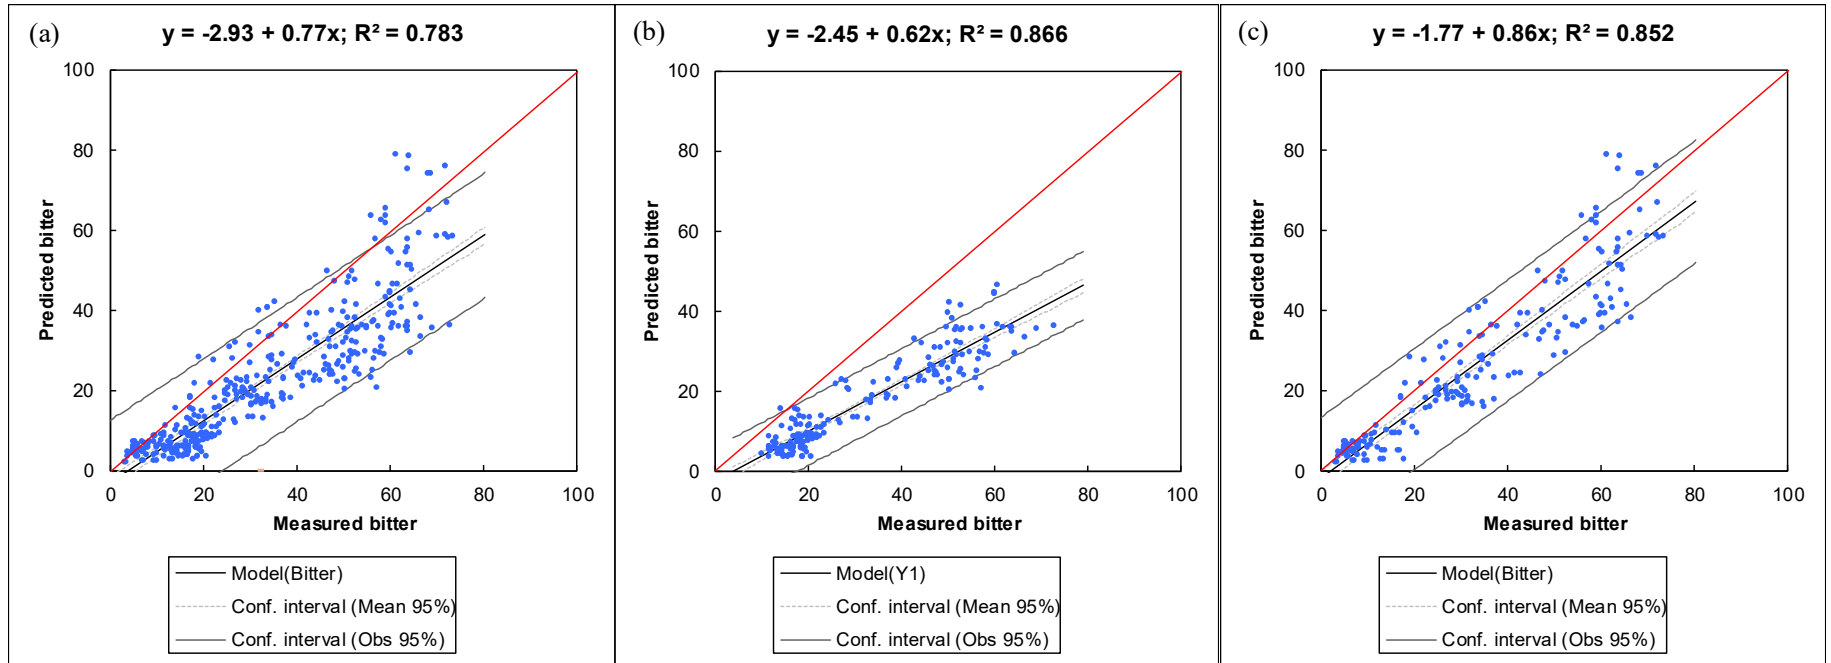 (a)
y = -2.93 + 0.77x; R² = 0.783
100
80
60
40
20
0
0 20 40 60 80 100
Predicted bitter
Measured bitter
Model(Bitter)
Conf. interval (Mean 95%)
Conf. interval (Obs 95%)
(b)
y = -2.45 + 0.62x; R² = 0.866
100
80
60
40
20
0
0 20 40 60 80 100
Predicted bitter
Measured bitter
Model(Y1)
Conf. interval (Mean 95%)
Conf. interval (Obs 95%)
(c)
y = -1.77 + 0.86x; R² = 0.852
100
80
60
40
20
0
0 20 40 60 80 100
Predicted bitter
Measured bitter
Model(Bitter)
Conf. interval (Mean 95%)
Conf. interval (Obs 95%)